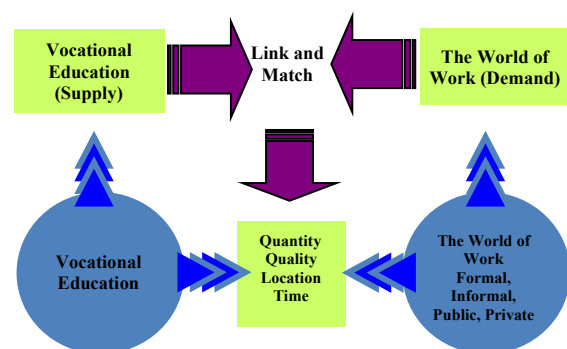 Vocational
Education
(Supply)
Link and
Match
The World of
Work (Demand)
Vocational
Education
Quantity
Quality
Location
Time
The World of
Work
Formal,
Informal,
Public, Private